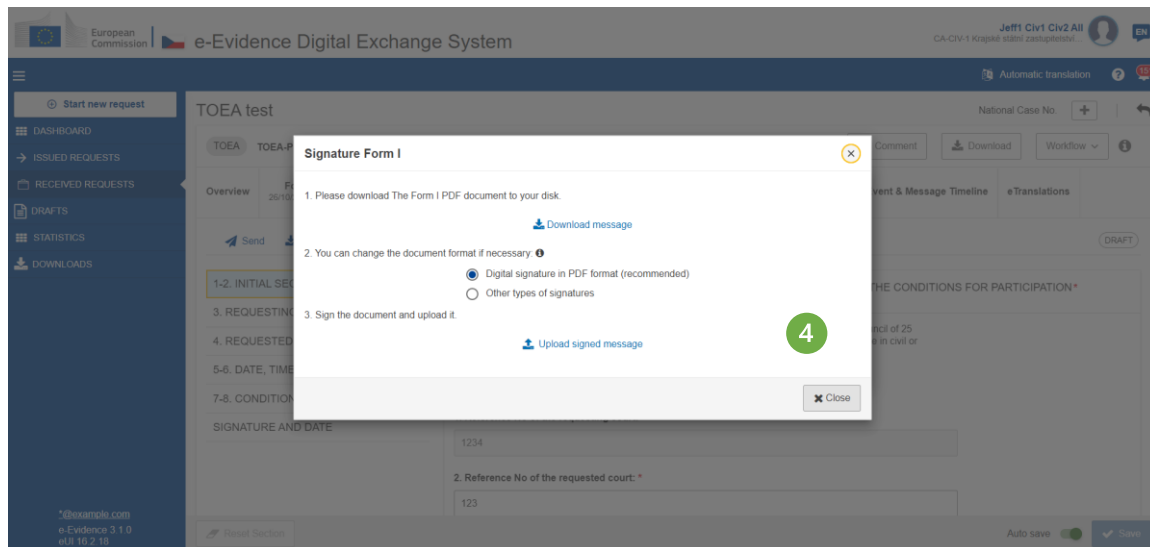 European
Commission
e-Evidence Digital Exchange System
Jeff1 Civ1 Civ2 All
CA-CIV-1 Krajské státní zastupitelství...
EN
Automatic translation
15
Start new request
TOEA test
National Case No
DASHBOARD
TOEA TOEA-P
Comment
Download
Workflow
ISSUED REQUESTS
RECEIVED REQUESTS
Overview
vent & Message Timeline
eTranslations
DRAFTS
STATISTICS
Send
DRAFT
DOWNLOADS
Signature Form I
1. Please download The Form I PDF document to your disk.
Download message
2. You can change the document format if necessary:
Digital signature in PDF format (recommended)
Other types of signatures
3. Sign the document and upload it.
Upload signed message
4
Close
1-2. INITIAL SEC
HE CONDITIONS FOR PARTICIPATION*
3. REQUESTING
ncil of 25
4. REQUESTED
e in civil or
5-6. DATE, TIME
7-8. CONDITION
SIGNATURE AND DATE
1234
2. Reference No of the requested court: *
123
*@example.com
e-Evidence 3.1.0
eUI 16.2.18
Reset Section
Auto save
Save